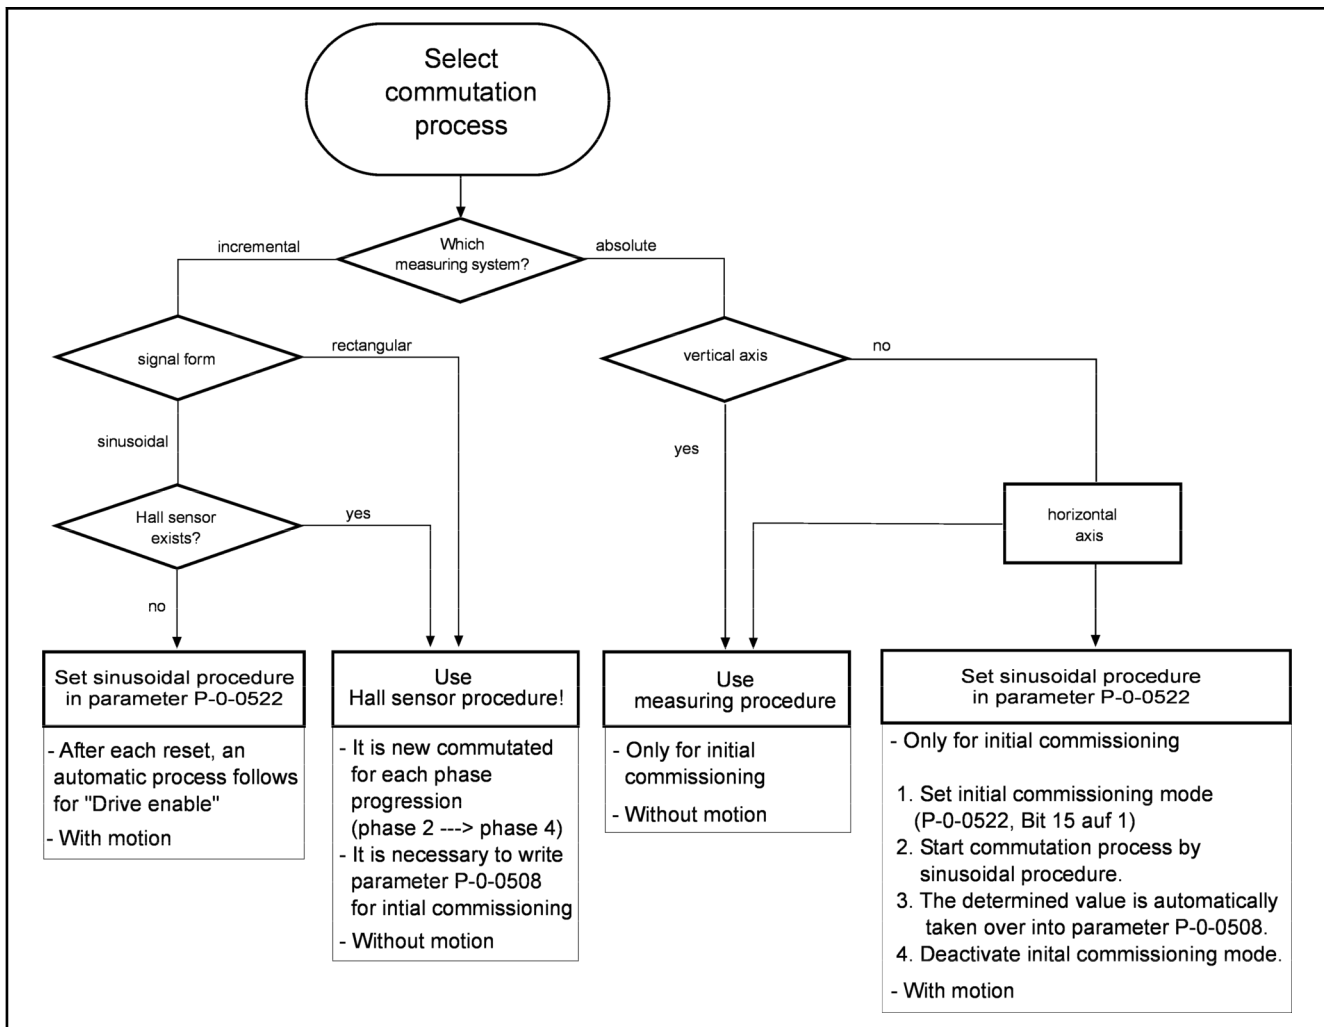 Select
commutation
process
Which
measuring system?
incremental
absolute
signal form
rectangular
vertical axis
no
sinusoidal
yes
Hall sensor
exists?
yes
horizontal
axis
no
Set sinusoidal procedure
in parameter P-0-0522
- After each reset, an
automatic process follows
for "Drive enable"
- With motion
Use
Hall sensor procedure!
- It is new commutated
for each phase
progression
(phase 2 ---> phase 4)
- It is necessary to write
parameter P-0-0508
for intial commissioning
- Without motion
Use
measuring procedure
- Only for initial
commissioning
- Without motion
Set sinusoidal procedure
in parameter P-0-0522
- Only for initial commissioning
1. Set initial commissioning mode
(P-0-0522, Bit 15 auf 1)
2. Start commutation process by
sinusoidal procedure.
3. The determined value is automatically
taken over into parameter P-0-0508.
4. Deactivate inital commissioning mode.
- With motion